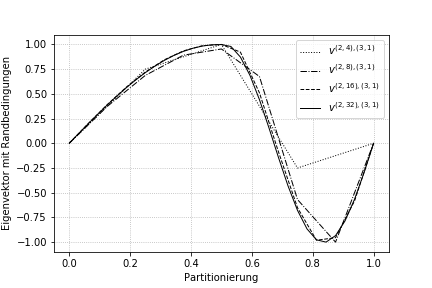 1.00
0.75
0.50
0.25
0.00
−0.25
−0.50
−0.75
−1.00
0.0 0.2 0.4 0.6 0.8 1.0
Eigenvektor mit Randbedingungen
Partitionierung
v(2,4),(3,1)
v(2,8),(3,1)
v(2,16),(3,1)
v(2,32),(3,1)